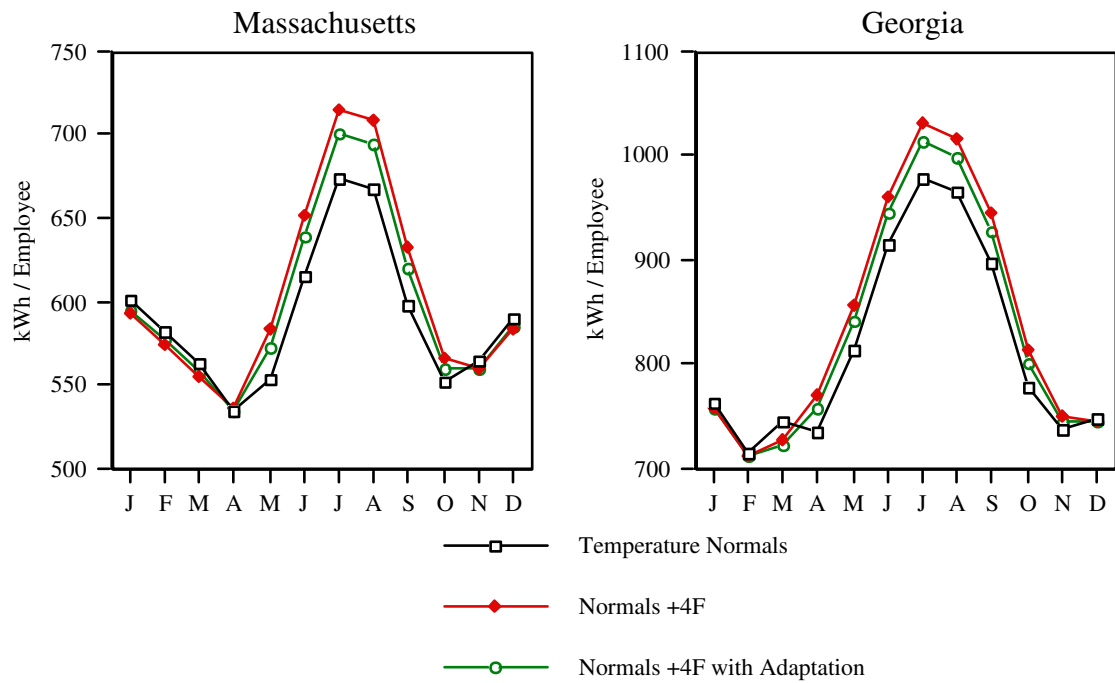 Massachusetts
750
700
650
600
550
500
kWh / Employee
J F M A M J J A S O N D
Georgia
1100
1000
900
800
700
kWh / Employee
J F M A M J J A S O N D
Temperature Normals
Normals +4F
Normals +4F with Adaptation